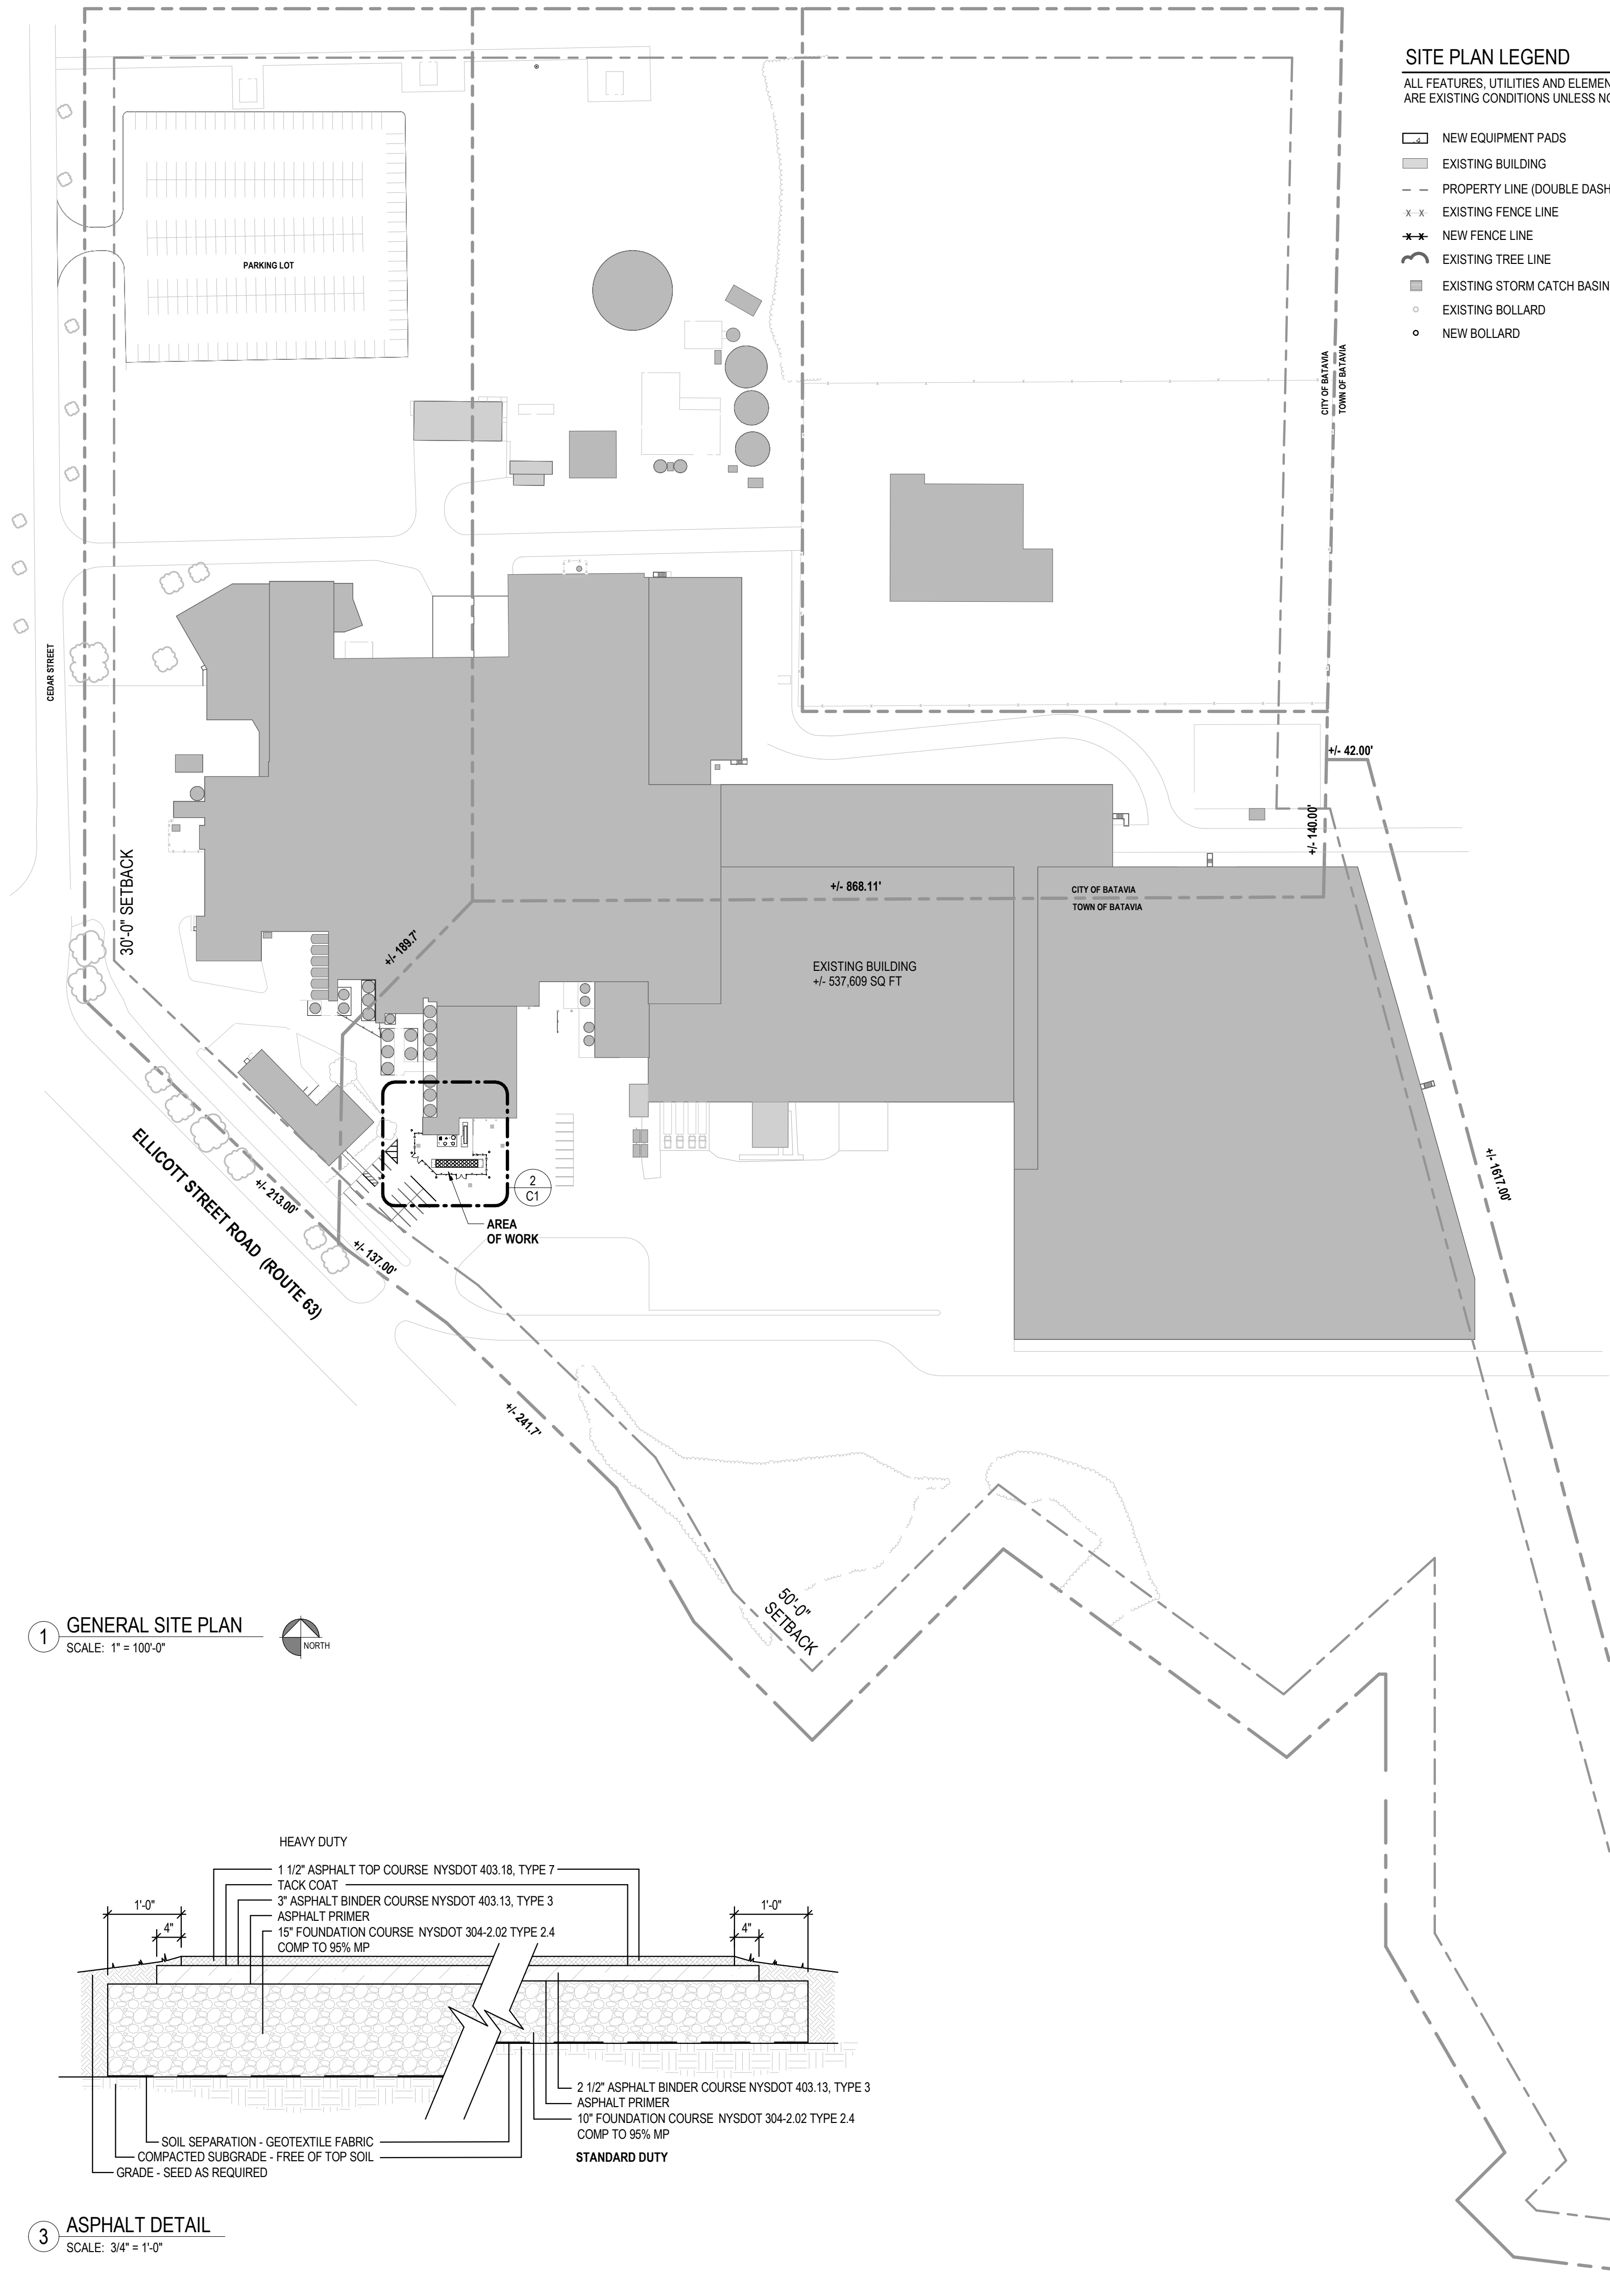 SITE PLAN LEGEND
ALL FEATURES, UTILITIES AND ELEMEN
ARE EXISTING CONDITIONS UNLESS NO
NEW EQUIPMENT PADS
EXISTING BUILDING
PROPERTY LINE (DOUBLE DASH
EXISTING FENCE LINE
NEW FENCE LINE
EXISTING TREE LINE
EXISTING STORM CATCH BASIN
EXISTING BOLLARD
NEW BOLLARD
PARKING LOT
CITY OF BATAVIA
TOWN OF BATAVIA
CEDAR STREET
+/- 42.00'
+/- 140.00'
30'-0" SETBACK
+/- 868.11'
CITY OF BATAVIA
TOWN OF BATAVIA
+/- 189.7'
EXISTING BUILDING
+/- 537,609 SQ FT
ELLICOTT STREET ROAD (ROUTE 63)
+/- 213.00'
+/- 137.00'
2
C1
AREA
OF WORK
+/- 1617.00'
+/- 241.7'
50'-0"
SETBACK
1
GENERAL SITE PLAN
SCALE: 1" = 100'-0"
NORTH
HEAVY DUTY
1 1/2" ASPHALT TOP COURSE NYSDOT 403.18, TYPE 7
TACK COAT
3" ASPHALT BINDER COURSE NYSDOT 403.13, TYPE 3
ASPHALT PRIMER
15" FOUNDATION COURSE NYSDOT 304-2.02 TYPE 2.4
COMP TO 95% MP
1'-0"
4"
1'-0"
4"
2 1/2" ASPHALT BINDER COURSE NYSDOT 403.13, TYPE 3
ASPHALT PRIMER
10" FOUNDATION COURSE NYSDOT 304-2.02 TYPE 2.4
COMP TO 95% MP
STANDARD DUTY
SOIL SEPARATION - GEOTEXTILE FABRIC
COMPACTED SUBGRADE - FREE OF TOP SOIL
GRADE - SEED AS REQUIRED
3
ASPHALT DETAIL
SCALE: 3/4" = 1'-0"